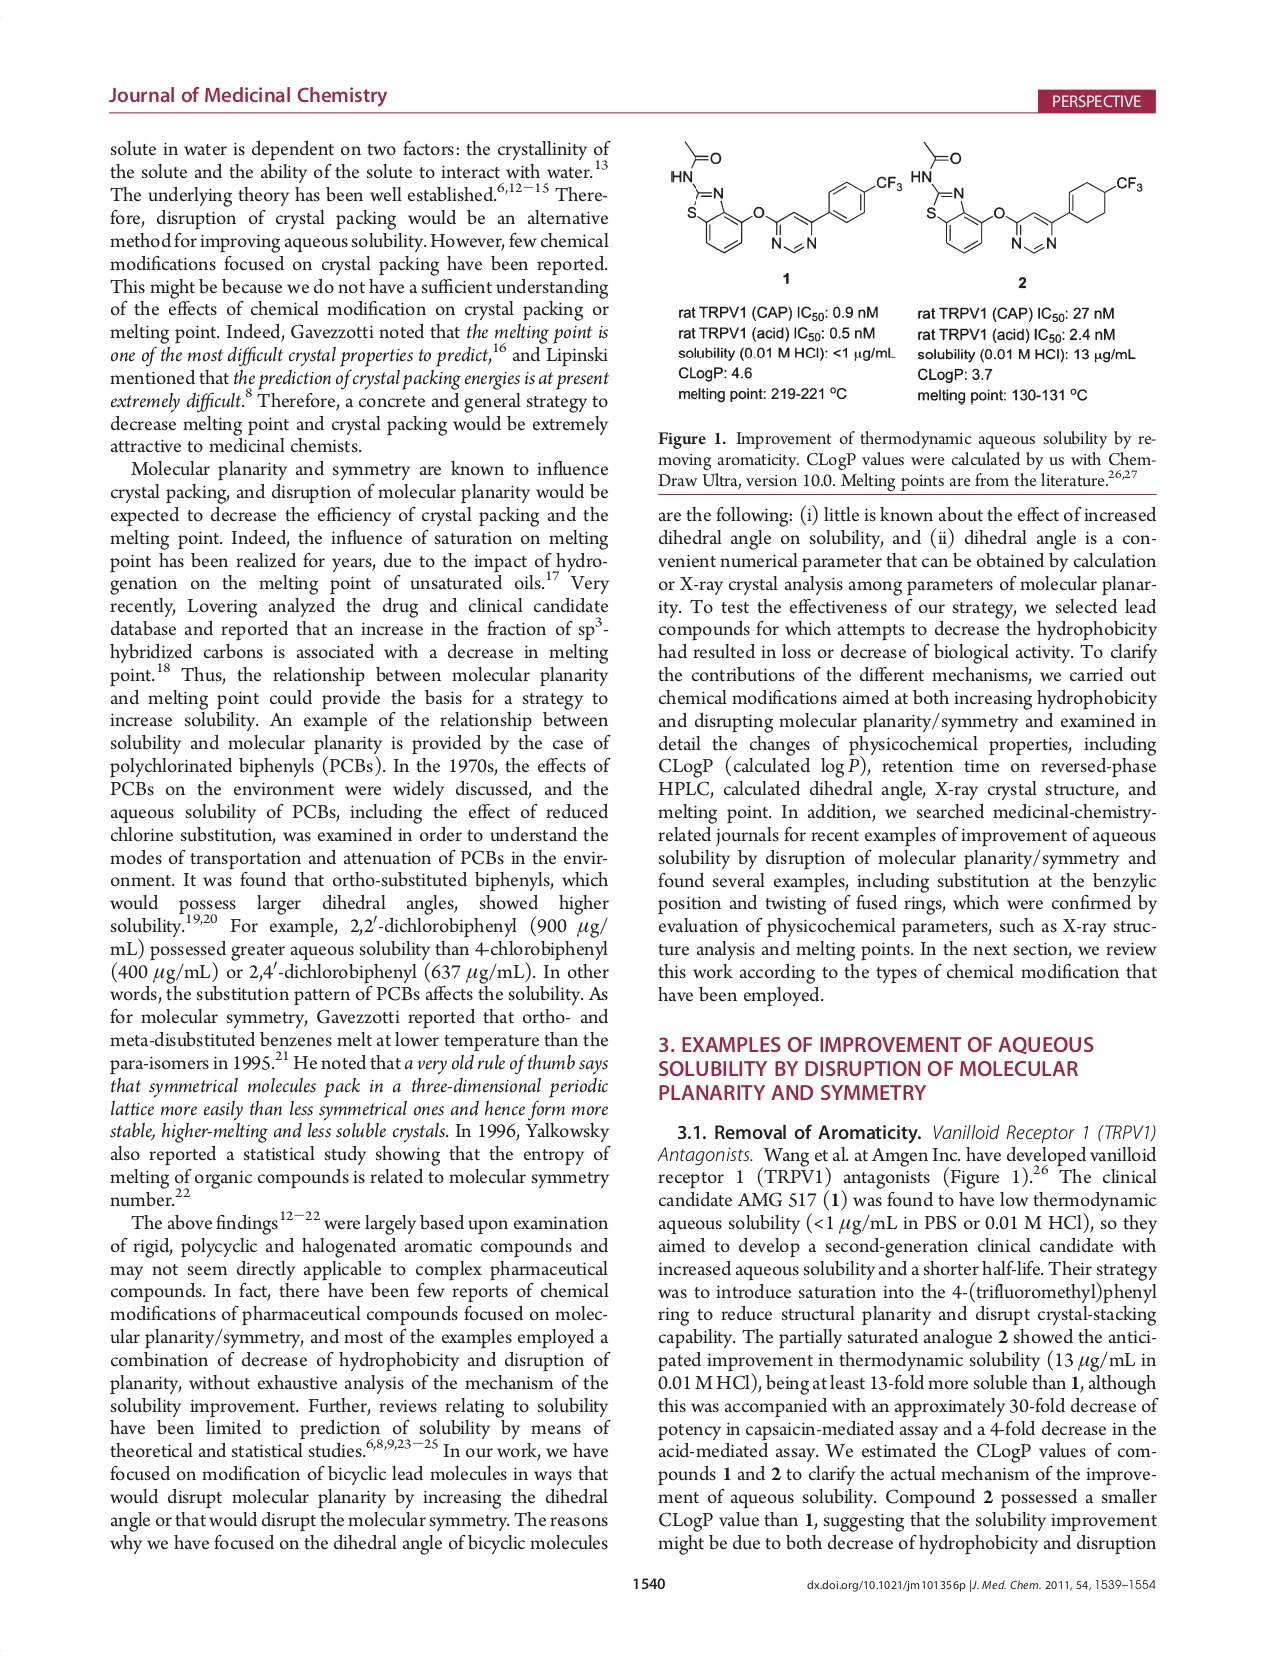 Journal of Medicinal Chemistry
PERSPECTIVE
solute in water is dependent on two factors: the crystallinity of
the solute and the ability of the solute to interact with water.13
The underlying theory has been well established.6,12−15 There-
fore, disruption of crystal packing would be an alternative
method for improving aqueous solubility. However, few chemical
modifications focused on crystal packing have been reported.
This might be because we do not have a sufficient understanding
of the effects of chemical modification on crystal packing or
melting point. Indeed, Gavezzotti noted that the melting point is
one of the most difficult crystal properties to predict,16 and Lipinski
mentioned that the prediction of crystal packing energies is at present
extremely difficult.8 Therefore, a concrete and general strategy to
decrease melting point and crystal packing would be extremely
attractive to medicinal chemists.
Molecular planarity and symmetry are known to influence
crystal packing, and disruption of molecular planarity would be
expected to decrease the efficiency of crystal packing and the
melting point. Indeed, the influence of saturation on melting
point has been realized for years, due to the impact of hydro-
genation on the melting point of unsaturated oils.17 Very
recently, Lovering analyzed the drug and clinical candidate
database and reported that an increase in the fraction of sp3-
hybridized carbons is associated with a decrease in melting
point.18 Thus, the relationship between molecular planarity
and melting point could provide the basis for a strategy to
increase solubility. An example of the relationship between
solubility and molecular planarity is provided by the case of
polychlorinated biphenyls (PCBs). In the 1970s, the effects of
PCBs on the environment were widely discussed, and the
aqueous solubility of PCBs, including the effect of reduced
chlorine substitution, was examined in order to understand the
modes of transportation and attenuation of PCBs in the envir-
onment. It was found that ortho-substituted biphenyls, which
would possess larger dihedral angles, showed higher
solubility.19,20 For example, 2,2′-dichlorobiphenyl (900 μg/
mL) possessed greater aqueous solubility than 4-chlorobiphenyl
(400 μg/mL) or 2,4′-dichlorobiphenyl (637 μg/mL). In other
words, the substitution pattern of PCBs affects the solubility. As
for molecular symmetry, Gavezzotti reported that ortho- and
meta-disubstituted benzenes melt at lower temperature than the
para-isomers in 1995.21 He noted that a very old rule of thumb says
that symmetrical molecules pack in a three-dimensional periodic
lattice more easily than less symmetrical ones and hence form more
stable, higher-melting and less soluble crystals. In 1996, Yalkowsky
also reported a statistical study showing that the entropy of
melting of organic compounds is related to molecular symmetry
number.22
The above findings12−22 were largely based upon examination
of rigid, polycyclic and halogenated aromatic compounds and
may not seem directly applicable to complex pharmaceutical
compounds. In fact, there have been few reports of chemical
modifications of pharmaceutical compounds focused on molec-
ular planarity/symmetry, and most of the examples employed a
combination of decrease of hydrophobicity and disruption of
planarity, without exhaustive analysis of the mechanism of the
solubility improvement. Further, reviews relating to solubility
have been limited to prediction of solubility by means of
theoretical and statistical studies.6,8,9,23−25 In our work, we have
focused on modification of bicyclic lead molecules in ways that
would disrupt molecular planarity by increasing the dihedral
angle or that would disrupt the molecular symmetry. The reasons
why we have focused on the dihedral angle of bicyclic molecules
O
HN
N
S
O
N N
CF3
1
rat TRPV1 (CAP) IC50: 0.9 nM
rat TRPV1 (acid) IC50: 0.5 nM
solubility (0.01 M HCl): <1 μg/mL
CLogP: 4.6
melting point: 219-221 oC
O
HN
N
S
O
N N
CF3
2
rat TRPV1 (CAP) IC50: 27 nM
rat TRPV1 (acid) IC50: 2.4 nM
solubility (0.01 M HCl): 13 μg/mL
CLogP: 3.7
melting point: 130-131 oC
Figure 1. Improvement of thermodynamic aqueous solubility by re-
moving aromaticity. CLogP values were calculated by us with Chem-
Draw Ultra, version 10.0. Melting points are from the literature.26,27
are the following: (i) little is known about the effect of increased
dihedral angle on solubility, and (ii) dihedral angle is a con-
venient numerical parameter that can be obtained by calculation
or X-ray crystal analysis among parameters of molecular planar-
ity. To test the effectiveness of our strategy, we selected lead
compounds for which attempts to decrease the hydrophobicity
had resulted in loss or decrease of biological activity. To clarify
the contributions of the different mechanisms, we carried out
chemical modifications aimed at both increasing hydrophobicity
and disrupting molecular planarity/symmetry and examined in
detail the changes of physicochemical properties, including
CLogP (calculated log P), retention time on reversed-phase
HPLC, calculated dihedral angle, X-ray crystal structure, and
melting point. In addition, we searched medicinal-chemistry-
related journals for recent examples of improvement of aqueous
solubility by disruption of molecular planarity/symmetry and
found several examples, including substitution at the benzylic
position and twisting of fused rings, which were confirmed by
evaluation of physicochemical parameters, such as X-ray struc-
ture analysis and melting points. In the next section, we review
this work according to the types of chemical modification that
have been employed.
3. EXAMPLES OF IMPROVEMENT OF AQUEOUS
SOLUBILITY BY DISRUPTION OF MOLECULAR
PLANARITY AND SYMMETRY
3.1. Removal of Aromaticity. Vanilloid Receptor 1 (TRPV1)
Antagonists. Wang et al. at Amgen Inc. have developed vanilloid
receptor 1 (TRPV1) antagonists (Figure 1).26 The clinical
candidate AMG 517 (1) was found to have low thermodynamic
aqueous solubility (<1 μg/mL in PBS or 0.01 M HCl), so they
aimed to develop a second-generation clinical candidate with
increased aqueous solubility and a shorter half-life. Their strategy
was to introduce saturation into the 4-(trifluoromethyl)phenyl
ring to reduce structural planarity and disrupt crystal-stacking
capability. The partially saturated analogue 2 showed the antici-
pated improvement in thermodynamic solubility (13 μg/mL in
0.01 M HCl), being at least 13-fold more soluble than 1, although
this was accompanied with an approximately 30-fold decrease of
potency in capsaicin-mediated assay and a 4-fold decrease in the
acid-mediated assay. We estimated the CLogP values of com-
pounds 1 and 2 to clarify the actual mechanism of the improve-
ment of aqueous solubility. Compound 2 possessed a smaller
CLogP value than 1, suggesting that the solubility improvement
might be due to both decrease of hydrophobicity and disruption
1540
dx.doi.org/10.1021/jm101356p |J. Med. Chem. 2011, 54, 1539–1554